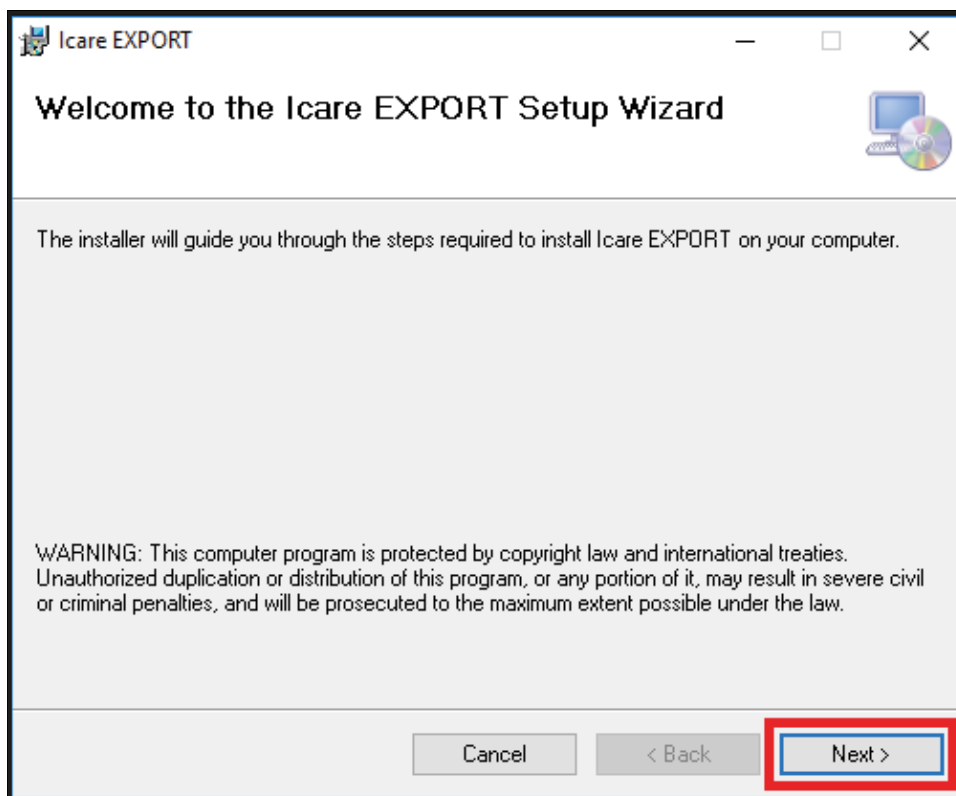 Icare EXPORT
Welcome to the Icare EXPORT Setup Wizard
The installer will guide you through the steps required to install Icare EXPORT on your computer.
WARNING: This computer program is protected by copyright law and international treaties.
Unauthorized duplication or distribution of this program, or any portion of it, may result in severe civil
or criminal penalties, and will be prosecuted to the maximum extent possible under the law.
Cancel
< Back
Next >